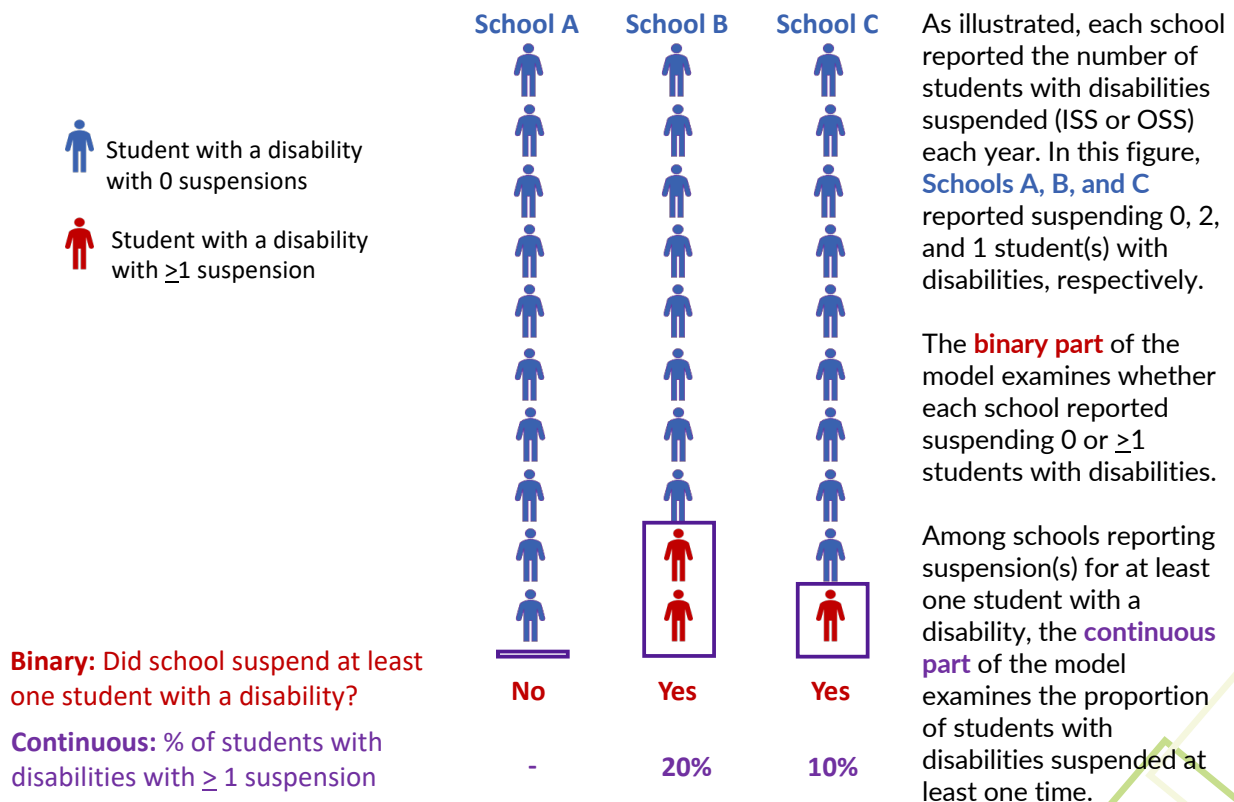 School A School B School C
Student with a disability
with 0 suspensions
Student with a disability
with ≥1 suspension
Binary: Did school suspend at least
one student with a disability?
No Yes Yes
Continuous: % of students with
disabilities with ≥ 1 suspension
- 20% 10%
As illustrated, each school
reported the number of
students with disabilities
suspended (ISS or OSS)
each year. In this figure,
Schools A, B, and C
reported suspending 0, 2,
and 1 student(s) with
disabilities, respectively.
The binary part of the
model examines whether
each school reported
suspending 0 or ≥1
students with disabilities.
Among schools reporting
suspension(s) for at least
one student with a
disability, the continuous
part of the model
examines the proportion
of students with
disabilities suspended at
least one time.